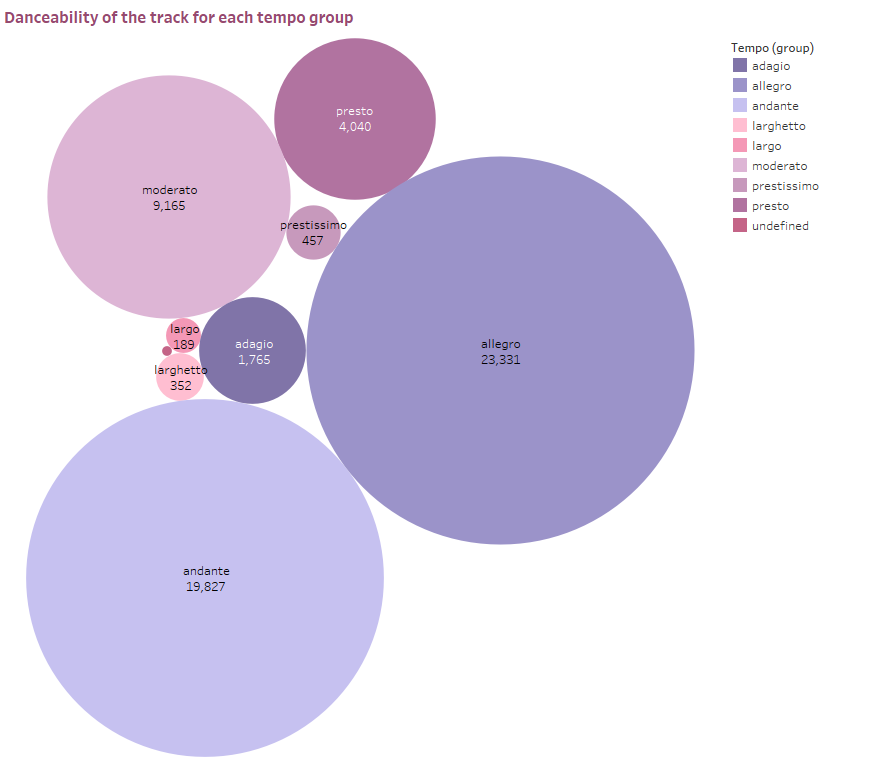 Danceability of the track for each tempo group
presto
4,040
moderato
9,165
prestissimo
457
largo
189
adagio
1,765
larghetto
352
allegro
23,331
andante
19,827
Tempo (group)
adagio
allegro
andante
larghetto
largo
moderato
prestissimo
presto
undefined